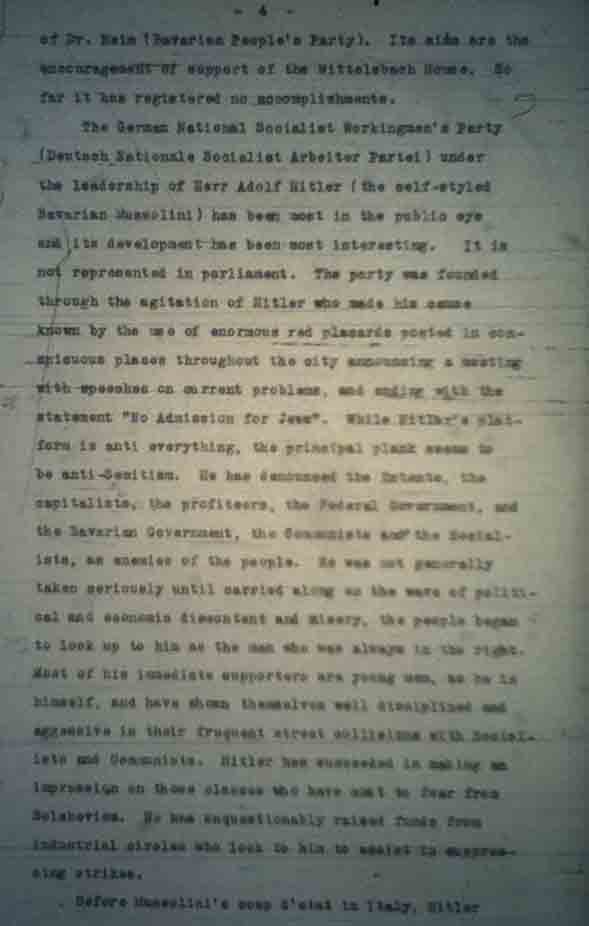 - 4 -
of Dr. Heim (Bavarian People's Party). Its aims are the
encouragement of support of the Wittelsbach House. So
far it has registered no accomplishments.
The German National Socialist Workingmen's Party
(Deutsch Nationale Socialist Arbeiter Partei) under
the leadership of Herr Adolf Hitler (the self-styled
Bavarian Mussolini) has been most in the public eye
and its development has been most interesting. It is
not represented in parliament. The party was founded
through the agitation of Hitler who made his cause
known by the use of enormous red placards posted in con-
spicuous places throughout the city announcing a meeting
with speeches on current problems, and ending with the
statement "No Admission for Jews". While Hitler's plat-
form is anti everything, the principal plank seems to
be anti-Semitism. He has denounced the Entente, the
capitalists, the profiteers, the Federal Government, and
the Bavarian Government, the Communists and the Social-
ists, as enemies of the people. He was not generally
taken seriously until carried along on the wave of politi-
cal and economic discontent and misery, the people began
to look up to him as the man who was always in the right.
Most of his immediate supporters are young men, as he is
himself, and have shown themselves well disciplined and
aggressive in their frequent street collisions with Social-
ists and Communists. Hitler has succeeded in making an
impression on those classes who have most to fear from
Bolshevism. He has unquestionably raised funds from
industrial circles who look to him to assist in suppres-
sing strikes.
Before Mussolini's coup d'etat in Italy, Hitler